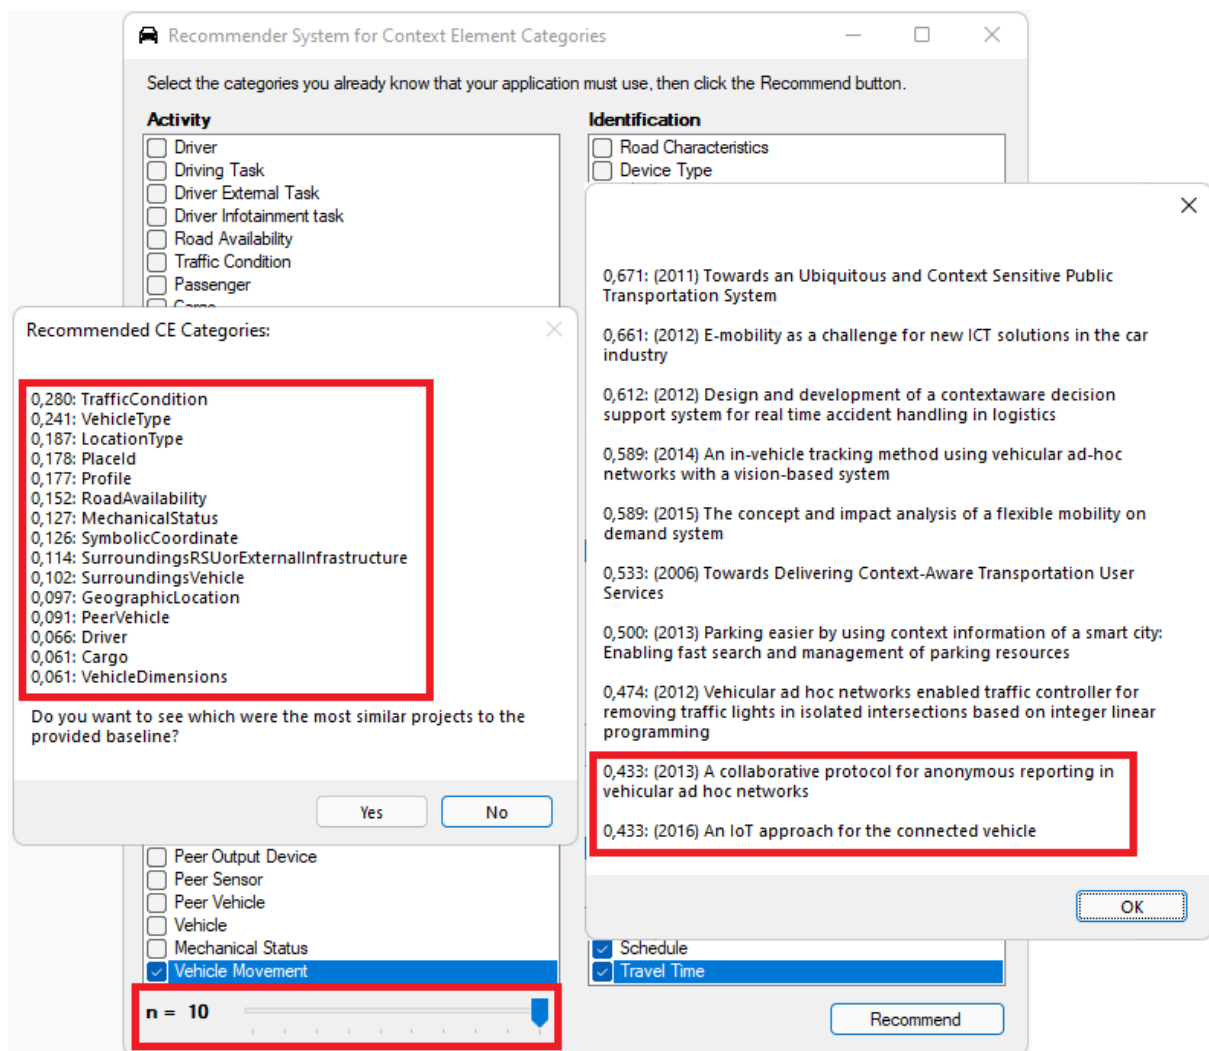 Recommender System for Context Element Categories
Select the categories you already know that your application must use, then click the Recommend button.
Activity
Driver
Driving Task
Driver External Task
Driver Infotainment task
Road Availability
Traffic Condition
Passenger
Cargo
Identification
Road Characteristics
Device Type
Recommended CE Categories:
0,280: TrafficCondition
0,241: VehicleType
0,187: LocationType
0,178: PlaceId
0,177: Profile
0,152: RoadAvailability
0,127: MechanicalStatus
0,126: SymbolicCoordinate
0,114: SurroundingsRSUorExternalInfrastructure
0,102: SurroundingsVehicle
0,097: GeographicLocation
0,091: PeerVehicle
0,066: Driver
0,061: Cargo
0,061: VehicleDimensions
Do you want to see which were the most similar projects to the
provided baseline?
Yes
No
0,671: (2011) Towards an Ubiquitous and Context Sensitive Public
Transportation System
0,661: (2012) E-mobility as a challenge for new ICT solutions in the car
industry
0,612: (2012) Design and development of a contextaware decision
support system for real time accident handling in logistics
0,589: (2014) An in-vehicle tracking method using vehicular ad-hoc
networks with a vision-based system
0,589: (2015) The concept and impact analysis of a flexible mobility on
demand system
0,533: (2006) Towards Delivering Context-Aware Transportation User
Services
0,500: (2013) Parking easier by using context information of a smart city:
Enabling fast search and management of parking resources
0,474: (2012) Vehicular ad hoc networks enabled traffic controller for
removing traffic lights in isolated intersections based on integer linear
programming
0,433: (2013) A collaborative protocol for anonymous reporting in
vehicular ad hoc networks
0,433: (2016) An IoT approach for the connected vehicle
OK
Peer Output Device
Peer Sensor
Peer Vehicle
Vehicle
Mechanical Status
Vehicle Movement
Schedule
Travel Time
n = 10
Recommend